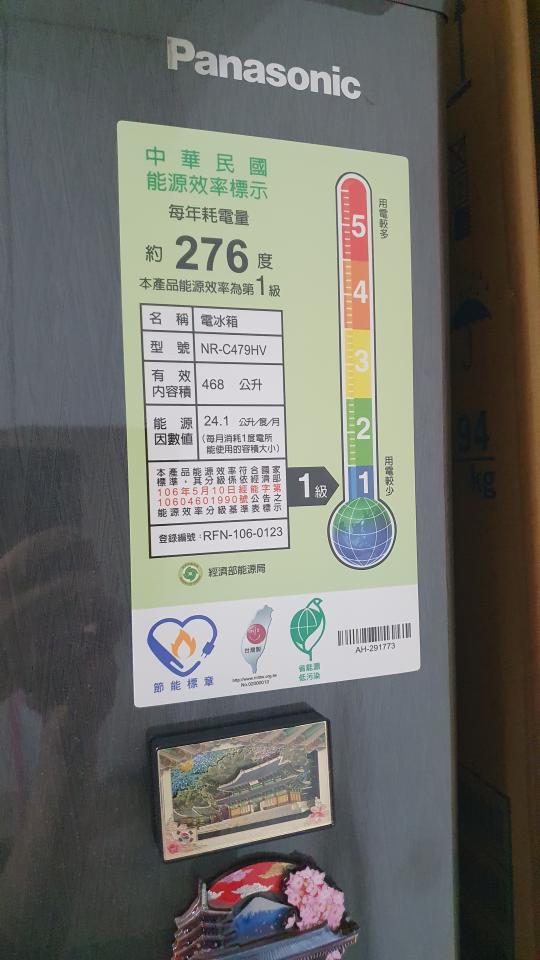 Panasonic
中華民國
能源效率標示
每年耗電量
約 276 度
本產品能源效率為第1級
名稱 電冰箱
型號 NR-C479HV
有效內容積 468 公升
能源因數值 24.1 公升/度/月
(每月消耗1度電所
能使用的容積大小)
本產品能源效率符合國家
標準，其分級係依經濟部
106年5月10日經能字第
10604601990號公告之
能源效率分級基準表標示
登錄編號：RFN-106-0123
經濟部能源局
用電較多
5
4
3
2
1
用電較少
1級
節能標章
台灣製
省能源
低污染
AH-291773
94
kg